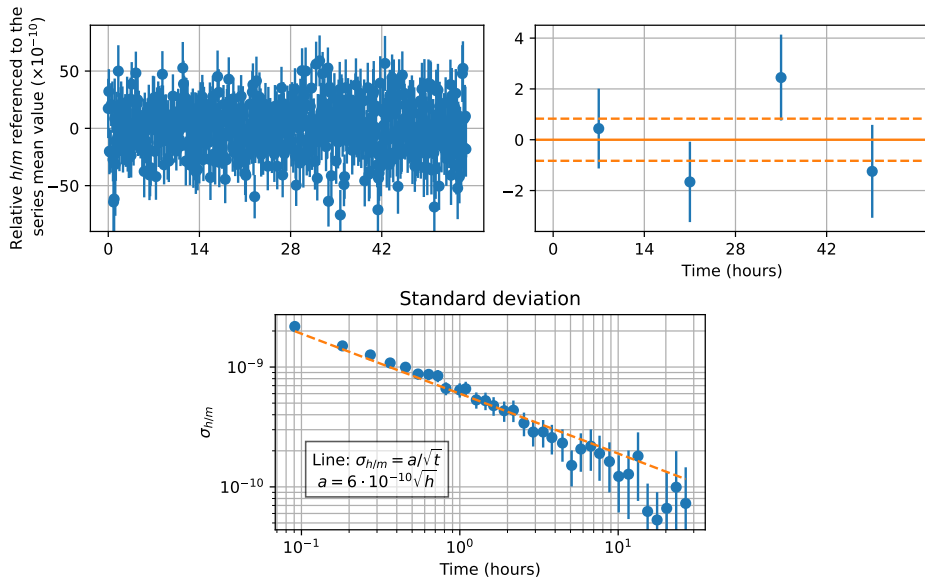 Relative h/m referenced to the
series mean value (×10⁻¹⁰)
50
0
−50
0
14
28
42
4
2
0
−2
0
14
28
42
Time (hours)
Standard deviation
σ_{h/m}
10⁻⁹
10⁻¹⁰
Line: σ_{h/m} = a/√t
a = 6 · 10⁻¹⁰√h
10⁻¹
10⁰
10¹
Time (hours)